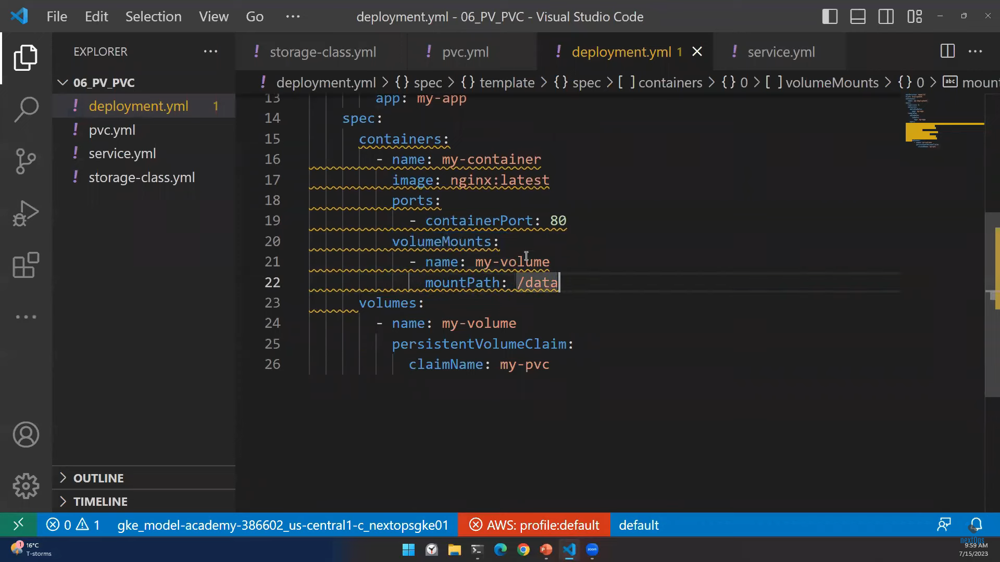 File Edit Selection View Go ···
deployment.yml - 06_PV_PVC - Visual Studio Code
EXPLORER
06_PV_PVC
! deployment.yml 1
! pvc.yml
! service.yml
! storage-class.yml
OUTLINE
TIMELINE
! storage-class.yml
! pvc.yml
! deployment.yml 1
! service.yml
! deployment.yml > {} spec > {} template > {} spec > [ ] containers > {} 0 > [ ] volumeMounts > {} 0 > abc moun
13 app: my-app
14 spec:
15 containers:
16 - name: my-container
17 image: nginx:latest
18 ports:
19 - containerPort: 80
20 volumeMounts:
21 - name: my-volume
22 mountPath: /data
23 volumes:
24 - name: my-volume
25 persistentVolumeClaim:
26 claimName: my-pvc
0 1 gke_model-academy-386602_us-central1-c_nextopsgke01 AWS: profile:default default
1 16°C
T-storms
zoom
nextOps
9:59 AM
7/15/2023